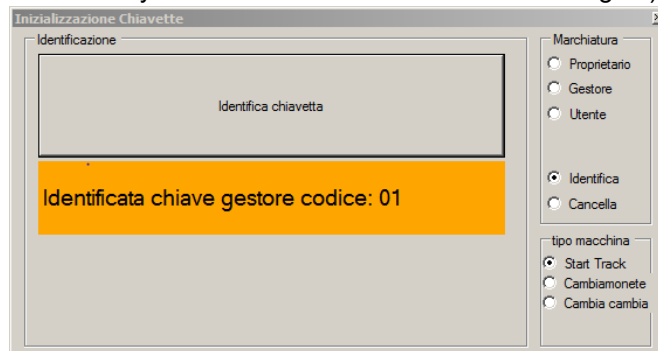 Inizializzazione Chiavette
Identificazione
Identifica chiavetta
Identificata chiave gestore codice: 01
Marchiatura
Proprietario
Gestore
Utente
Identifica
Cancella
tipo macchina
Start Track
Cambiamonete
Cambia cambia